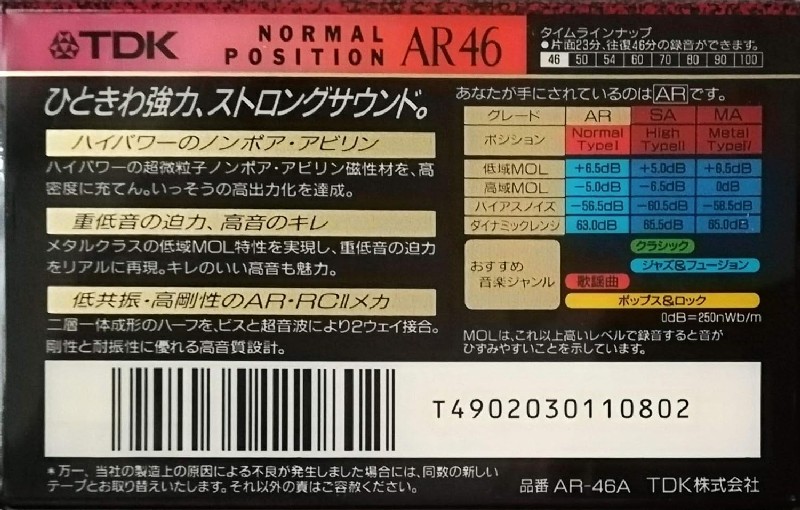 TDK NORMAL POSITION AR46
タイムラインナップ
●片面23分、往復46分の録音ができます。
46 50 54 60 70 80 90 100
ひときわ強力、ストロングサウンド。
ハイパワーのノンポア・アビリン
ハイパワーの超微粒子ノンポア・アビリン磁性材を、高
密度に充てん。いっそうの高出力化を達成。
重低音の迫力、高音のキレ
メタルクラスの低域MOL特性を実現し、重低音の迫力
をリアルに再現。キレのいい高音も魅力。
低共振・高剛性のAR・RCIIメカ
二層一体成形のハーフを、ビスと超音波により2ウェイ接合。
剛性と耐振性に優れる高音質設計。
あなたが手にされているのはARです。
グレード AR SA MA
ポジション Normal TypeI High TypeII Metal TypeIV
低域MOL +6.5dB +5.0dB +6.5dB
高域MOL −5.0dB −6.5dB 0dB
バイアスノイズ −56.5dB −60.5dB −58.5dB
ダイナミックレンジ 63.0dB 65.5dB 65.0dB
おすすめ
音楽ジャンル
クラシック
ジャズ&フュージョン
歌謡曲
ポップス&ロック
0dB=250nWb/m
MOLは、これ以上高いレベルで録音すると音が
ひずみやすいことを示しています。
T4902030110802
*万一、当社の製造上の原因による不良が発生しました場合には、同数の新しい
テープとお取り替えいたします。それ以外の責はご容赦ください。
品番 AR-46A TDK株式会社